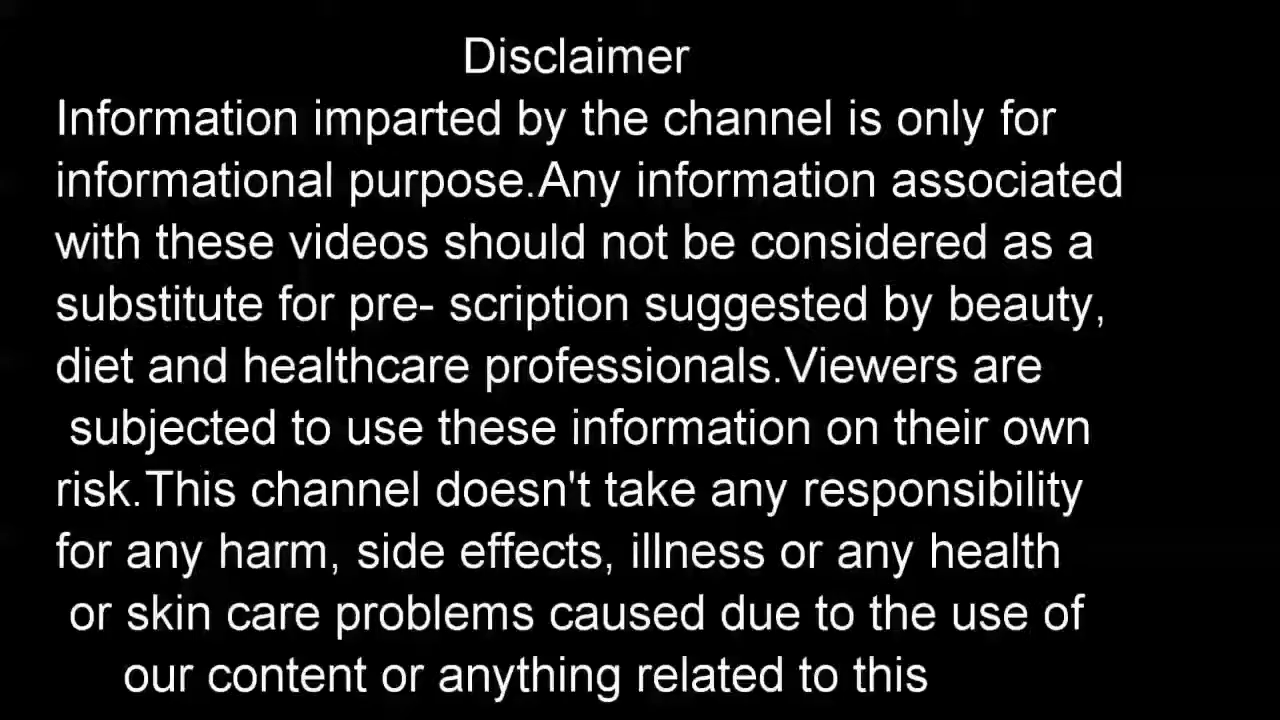 Disclaimer
Information imparted by the channel is only for
informational purpose.Any information associated
with these videos should not be considered as a
substitute for pre- scription suggested by beauty,
diet and healthcare professionals.Viewers are
subjected to use these information on their own
risk.This channel doesn't take any responsibility
for any harm, side effects, illness or any health
or skin care problems caused due to the use of
our content or anything related to this